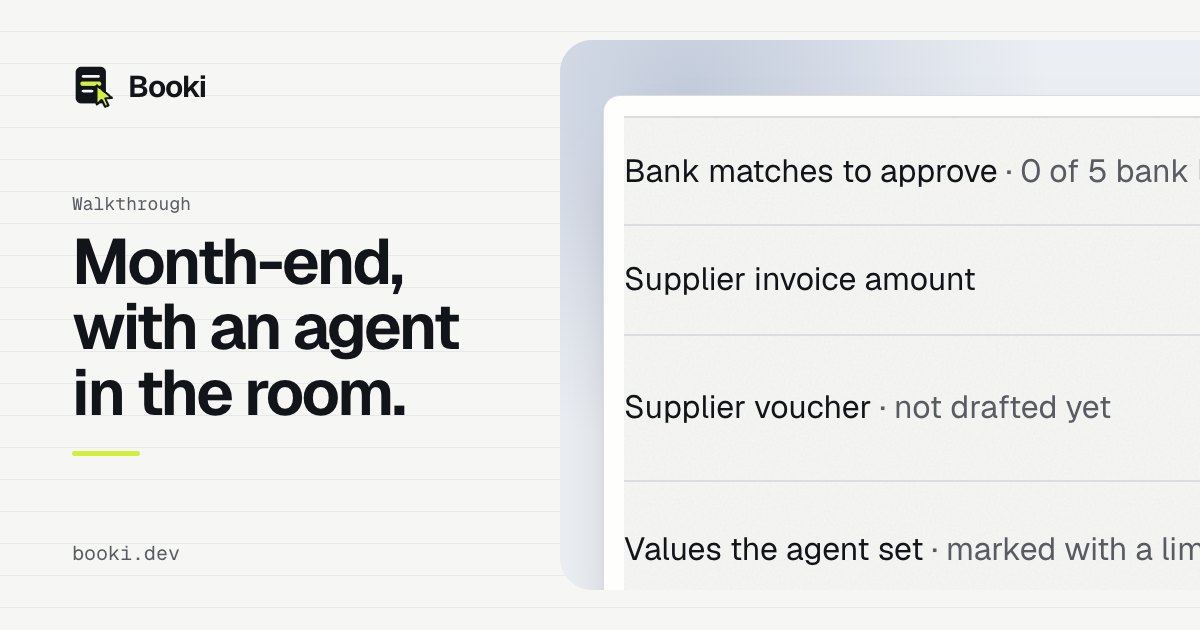 Booki
Walkthrough
Month-end,
with an agent
in the room.
booki.dev
Bank matches to approve · 0 of 5 bank
Supplier invoice amount
Supplier voucher · not drafted yet
Values the agent set · marked with a